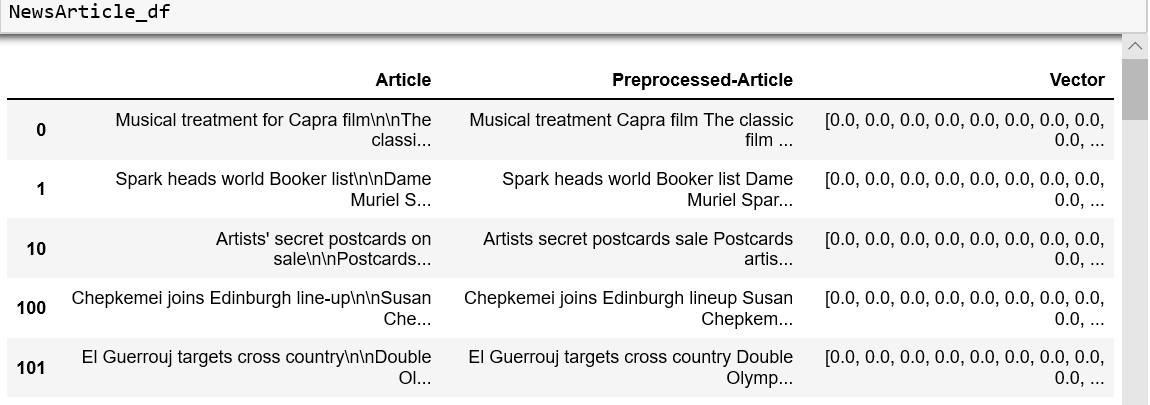 NewsArticle_df
Article Preprocessed-Article Vector
0 Musical treatment for Capra film\n\nThe classi... Musical treatment Capra film The classic film ... [0.0, 0.0, 0.0, 0.0, 0.0, 0.0, 0.0, 0.0, 0.0, ...
1 Spark heads world Booker list\n\nDame Muriel S... Spark heads world Booker list Dame Muriel Spar... [0.0, 0.0, 0.0, 0.0, 0.0, 0.0, 0.0, 0.0, 0.0, ...
10 Artists' secret postcards on sale\n\nPostcards... Artists secret postcards sale Postcards artis... [0.0, 0.0, 0.0, 0.0, 0.0, 0.0, 0.0, 0.0, 0.0, ...
100 Chepkemei joins Edinburgh line-up\n\nSusan Che... Chepkemei joins Edinburgh lineup Susan Chepkem... [0.0, 0.0, 0.0, 0.0, 0.0, 0.0, 0.0, 0.0, 0.0, ...
101 El Guerrouj targets cross country\n\nDouble Ol... El Guerrouj targets cross country Double Olymp... [0.0, 0.0, 0.0, 0.0, 0.0, 0.0, 0.0, 0.0, 0.0, ...